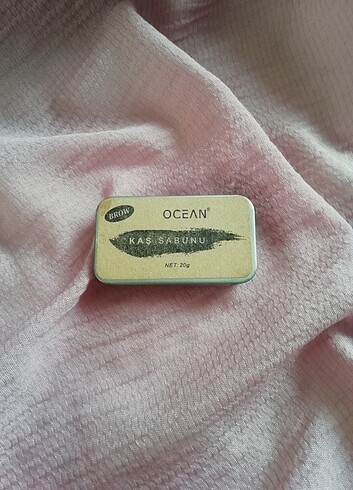 BROW
OCEAN®
KAŞ SABUNU
NET: 20g